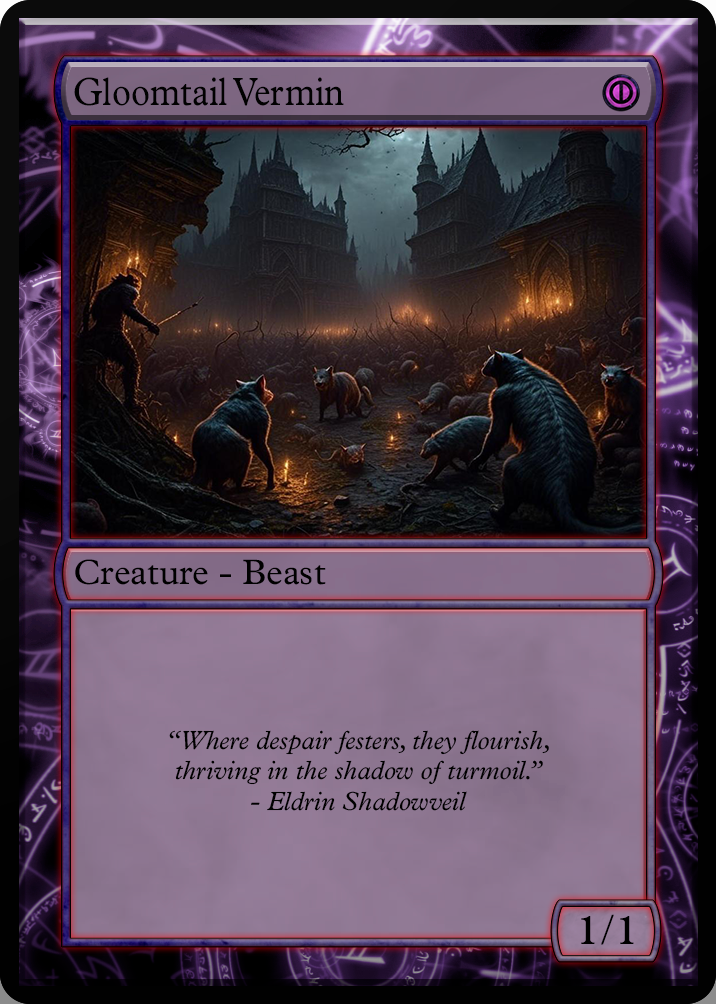 Gloomtail Vermin
Creature - Beast
“Where despair festers, they flourish,
thriving in the shadow of turmoil.”
- Eldrin Shadowveil
1/1